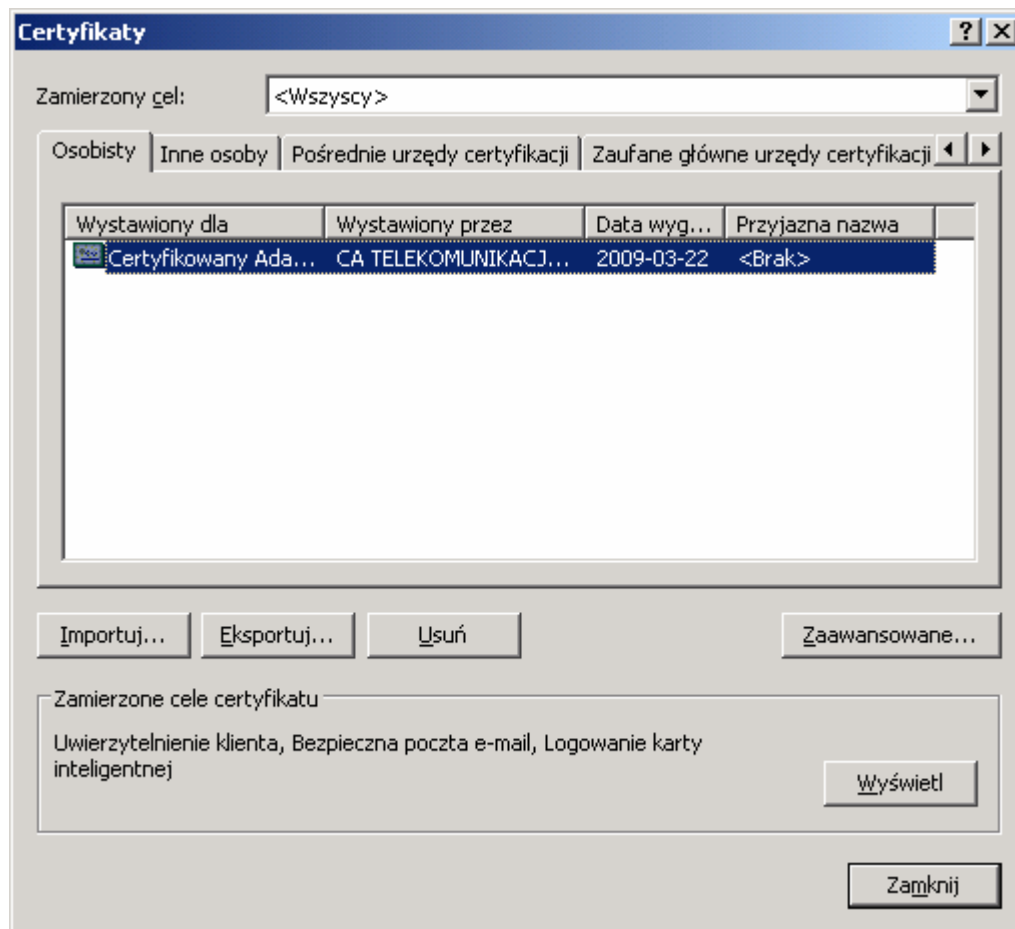 Certyfikaty
Zamierzony cel: <Wszyscy>
Osobisty Inne osoby Pośrednie urzędy certyfikacji Zaufane główne urzędy certyfikacji
Wystawiony dla Wystawiony przez Data wyg... Przyjazna nazwa
Certyfikowany Ada... CA TELEKOMUNIKACJ... 2009-03-22 <Brak>
Importuj... Eksportuj... Usuń Zaawansowane...
Zamierzone cele certyfikatu
Uwierzytelnienie klienta, Bezpieczna poczta e-mail, Logowanie karty
inteligentnej
Wyświetl
Zamknij